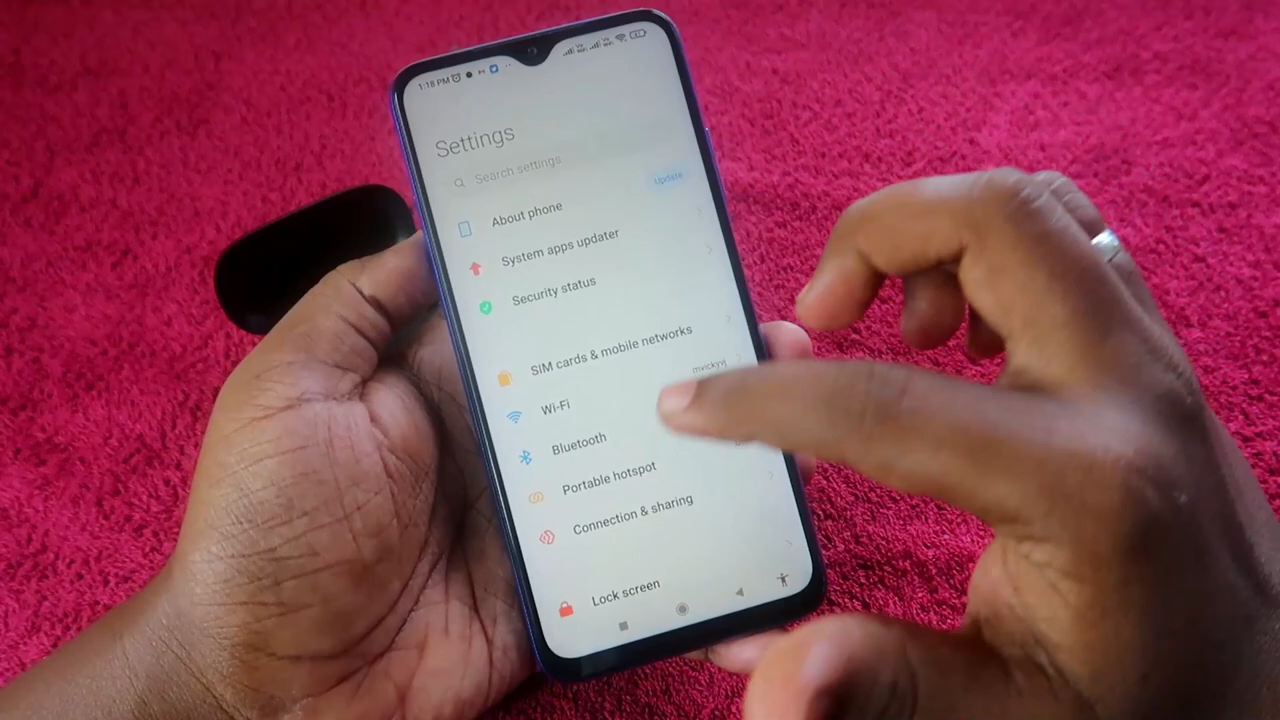 1:18 PM
Settings
Search settings
Update
About phone
System apps updater
Security status
SIM cards & mobile networks
mvickyvj
Wi-Fi
Bluetooth
Portable hotspot
Connection & sharing
Lock screen